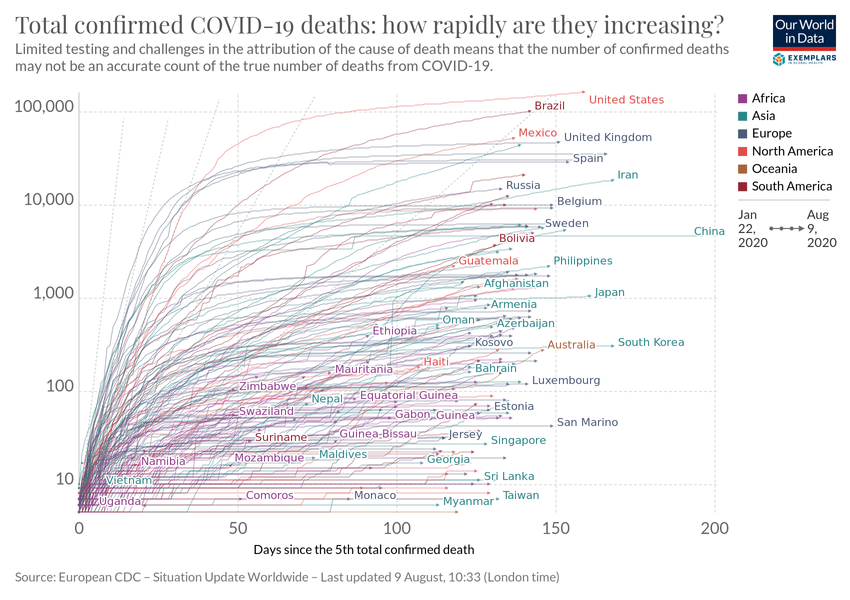 Total confirmed COVID-19 deaths: how rapidly are they increasing?
Limited testing and challenges in the attribution of the cause of death means that the number of confirmed deaths
may not be an accurate count of the true number of deaths from COVID-19.
Our World
in Data
EXEMPLARS
IN GLOBAL HEALTH
100,000
10,000
1,000
100
10
United States
Brazil
Mexico
United Kingdom
Spain
Iran
Russia
Belgium
Sweden
China
Bolivia
Guatemala
Philippines
Afghanistan
Japan
Armenia
Oman
Azerbaijan
Ethiopia
Kosovo
Australia
South Korea
Haiti
Mauritania
Bahrain
Luxembourg
Zimbabwe
Nepal
Equatorial Guinea
Estonia
Swaziland
Gabon
Guinea
San Marino
Suriname
Guinea-Bissau
Jersey
Singapore
Namibia
Mozambique
Maldives
Georgia
Vietnam
Sri Lanka
Uganda
Comoros
Monaco
Myanmar
Taiwan
0
50
100
150
200
Days since the 5th total confirmed death
Africa
Asia
Europe
North America
Oceania
South America
Jan
22,
2020
Aug
9,
2020
Source: European CDC – Situation Update Worldwide – Last updated 9 August, 10:33 (London time)